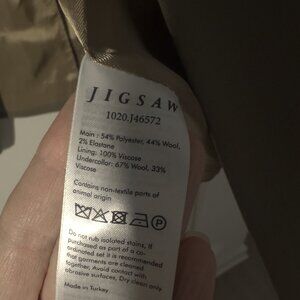 JIGSAW
1020.J46572
Main : 54% Polyester, 44% Wool,
2% Elastane
Lining: 100% Viscose
Undercollar: 67% Wool, 33%
Viscose
Contains non-textile parts of
animal origin
P
Do not rub isolated stains, If
purchased as part of a co-
ordinated set it is recommend
that garments are cleaned
together, Avoid contact with
abrasive surfaces, Dry clean only
Made in Turkey